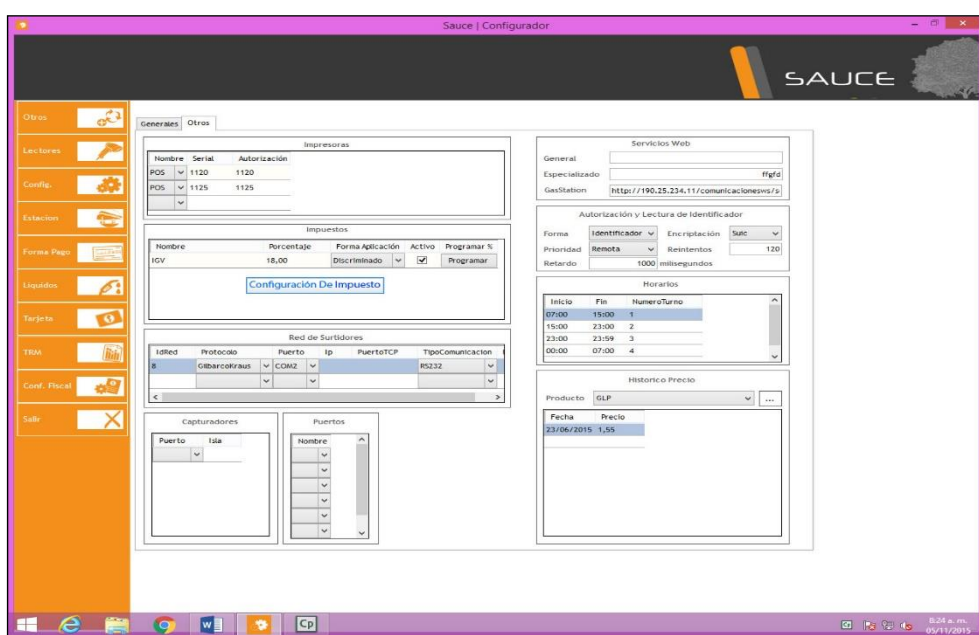 Sauce | Configurador
SAUCE
Otros
Lectores
Config.
Estacion
Forma Pago
Liquidos
Tarjeta
TRM
Conf. Fiscal
Salir
Generales Otros
Impresoras
Nombre Serial Autorización
POS 1120 1120
POS 1125 1125
Impuestos
Nombre Porcentaje Forma Aplicación Activo Programar %
IGV 18,00 Discriminado Programar
Configuración De Impuesto
Red de Surtidores
IdRed Protocolo Puerto Ip PuertoTCP TipoComunicacion
8 GilbarcoKraus COM2 RS232
Capturadores
Puerto Isla
Puertos
Nombre
Servicios Web
General
Especializado ffgfd
GasStation http://190.25.234.11/comunicacionesws/s
Autorización y Lectura de Identificador
Forma Identificador Encriptación Suic
Prioridad Remota Reintentos 120
Retardo 1000 milisegundos
Horarios
Inicio Fin NumeroTurno
07:00 15:00 1
15:00 23:00 2
23:00 23:59 3
00:00 07:00 4
Historico Precio
Producto GLP ...
Fecha Precio
23/06/2015 1,55
Cp
8:24 a. m.
05/11/2015